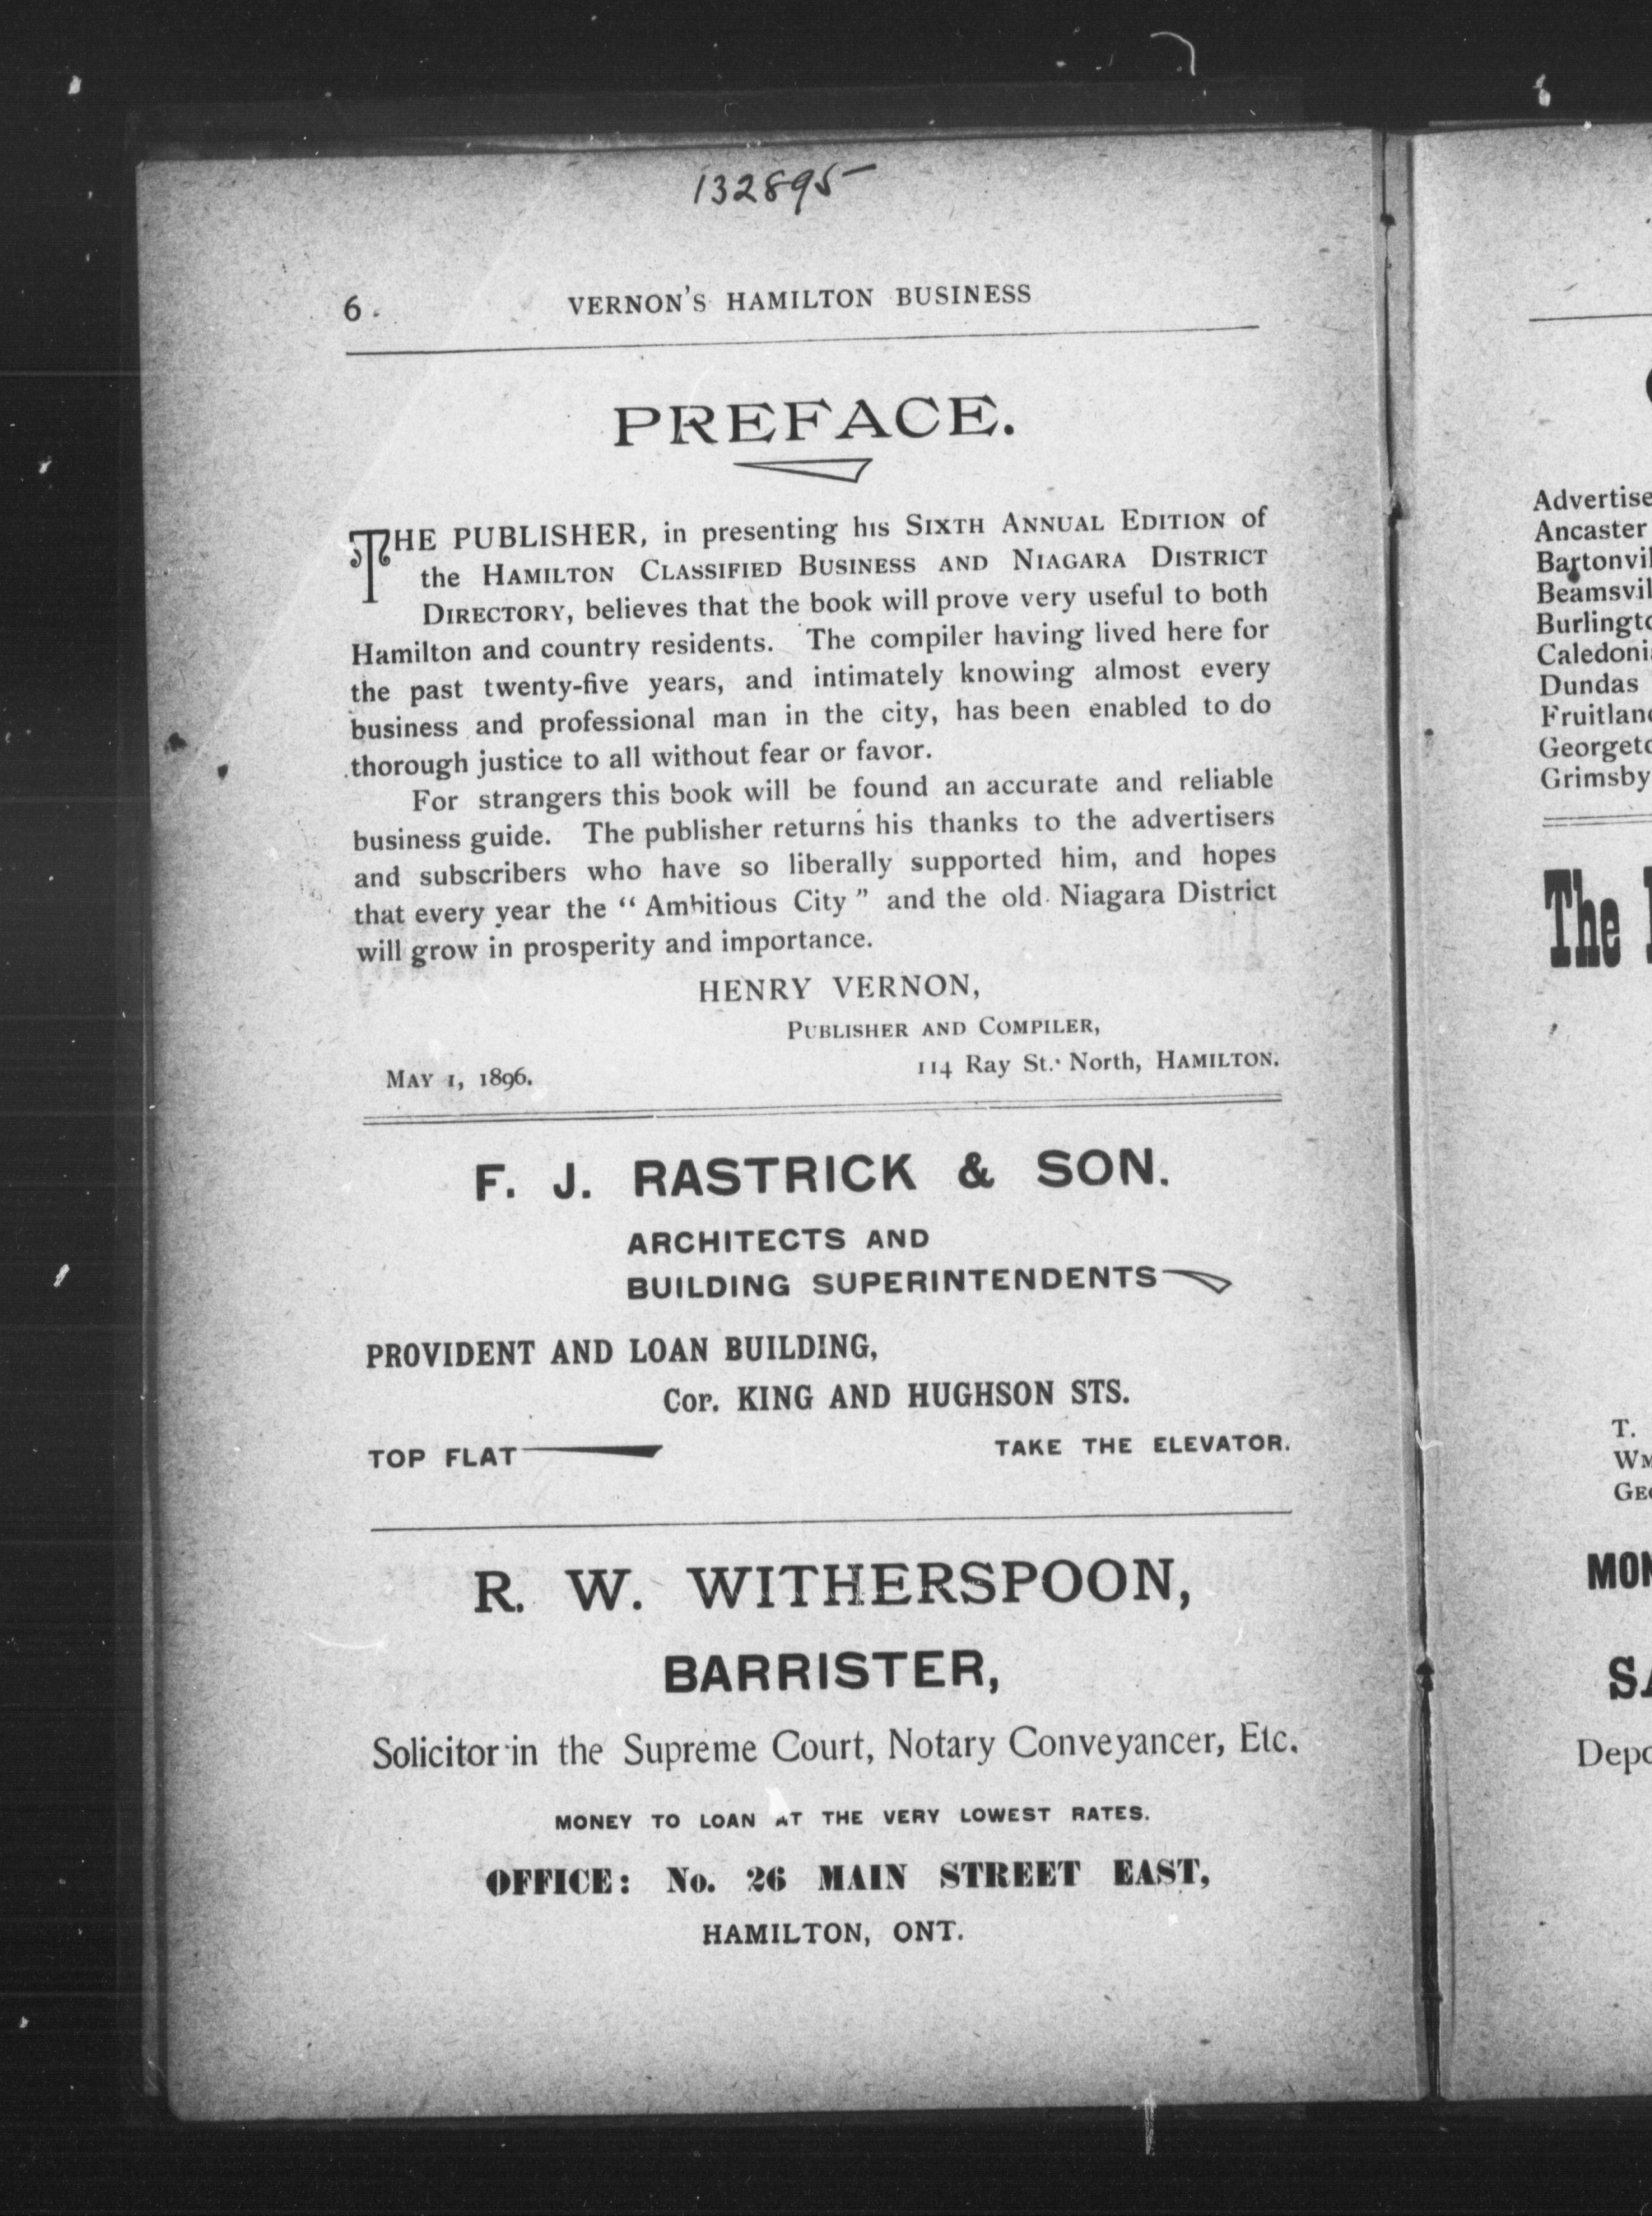 132895
6. VERNON'S HAMILTON BUSINESS
PREFACE.
THE PUBLISHER, in presenting his SIXTH ANNUAL EDITION of
the HAMILTON CLASSIFIED BUSINESS AND NIAGARA DISTRICT
DIRECTORY, believes that the book will prove very useful to both
Hamilton and country residents. The compiler having lived here for
the past twenty-five years, and intimately knowing almost every
business and professional man in the city, has been enabled to do
thorough justice to all without fear or favor.
For strangers this book will be found an accurate and reliable
business guide. The publisher returns his thanks to the advertisers
and subscribers who have so liberally supported him, and hopes
that every year the “ Ambitious City ” and the old Niagara District
will grow in prosperity and importance.
HENRY VERNON,
PUBLISHER AND COMPILER,
114 Ray St. North, HAMILTON.
MAY 1, 1896.
F. J. RASTRICK & SON.
ARCHITECTS AND
BUILDING SUPERINTENDENTS
PROVIDENT AND LOAN BUILDING,
Cor. KING AND HUGHSON STS.
TOP FLAT TAKE THE ELEVATOR.
R. W. WITHERSPOON,
BARRISTER,
Solicitor in the Supreme Court, Notary Conveyancer, Etc.
MONEY TO LOAN AT THE VERY LOWEST RATES.
OFFICE: No. 26 MAIN STREET EAST,
HAMILTON, ONT.
Ancaster
Dundas
Grimsby
The
T.